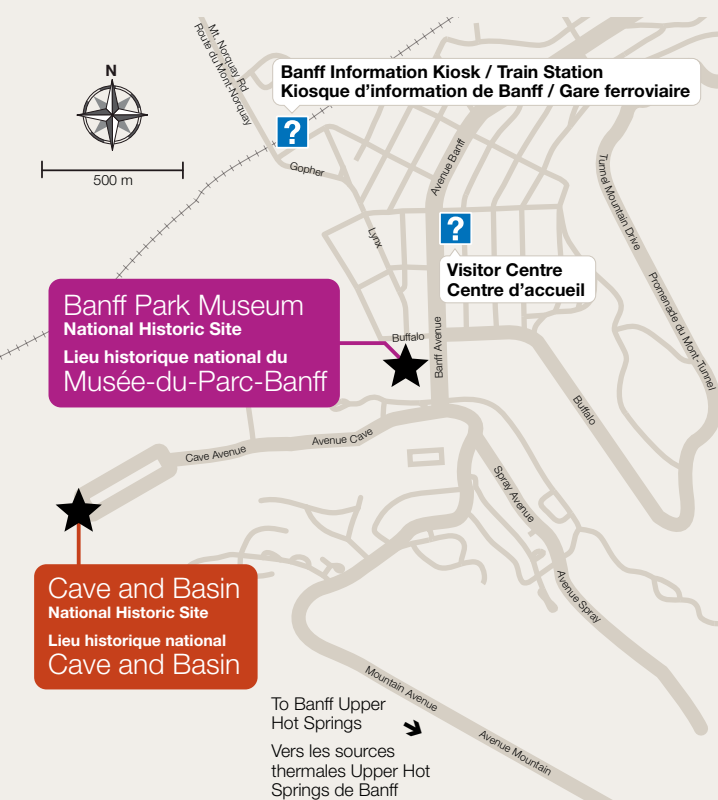 Mt. Norquay Rd
Route du Mont-Norquay
N
500 m
Banff Information Kiosk / Train Station
Kiosque d'information de Banff / Gare ferroviaire
?
Gopher
Avenue Banff
Lynx
?
Visitor Centre
Centre d'accueil
Tunnel Mountain Drive
Promenade du Mont-Tunnel
Banff Park Museum
National Historic Site
Lieu historique national du
Musée-du-Parc-Banff
Buffalo
Banff Avenue
Buffalo
Cave Avenue
Avenue Cave
Spray Avenue
Avenue Spray
Cave and Basin
National Historic Site
Lieu historique national
Cave and Basin
Mountain Avenue
Avenue Mountain
To Banff Upper
Hot Springs
Vers les sources
thermales Upper Hot
Springs de Banff